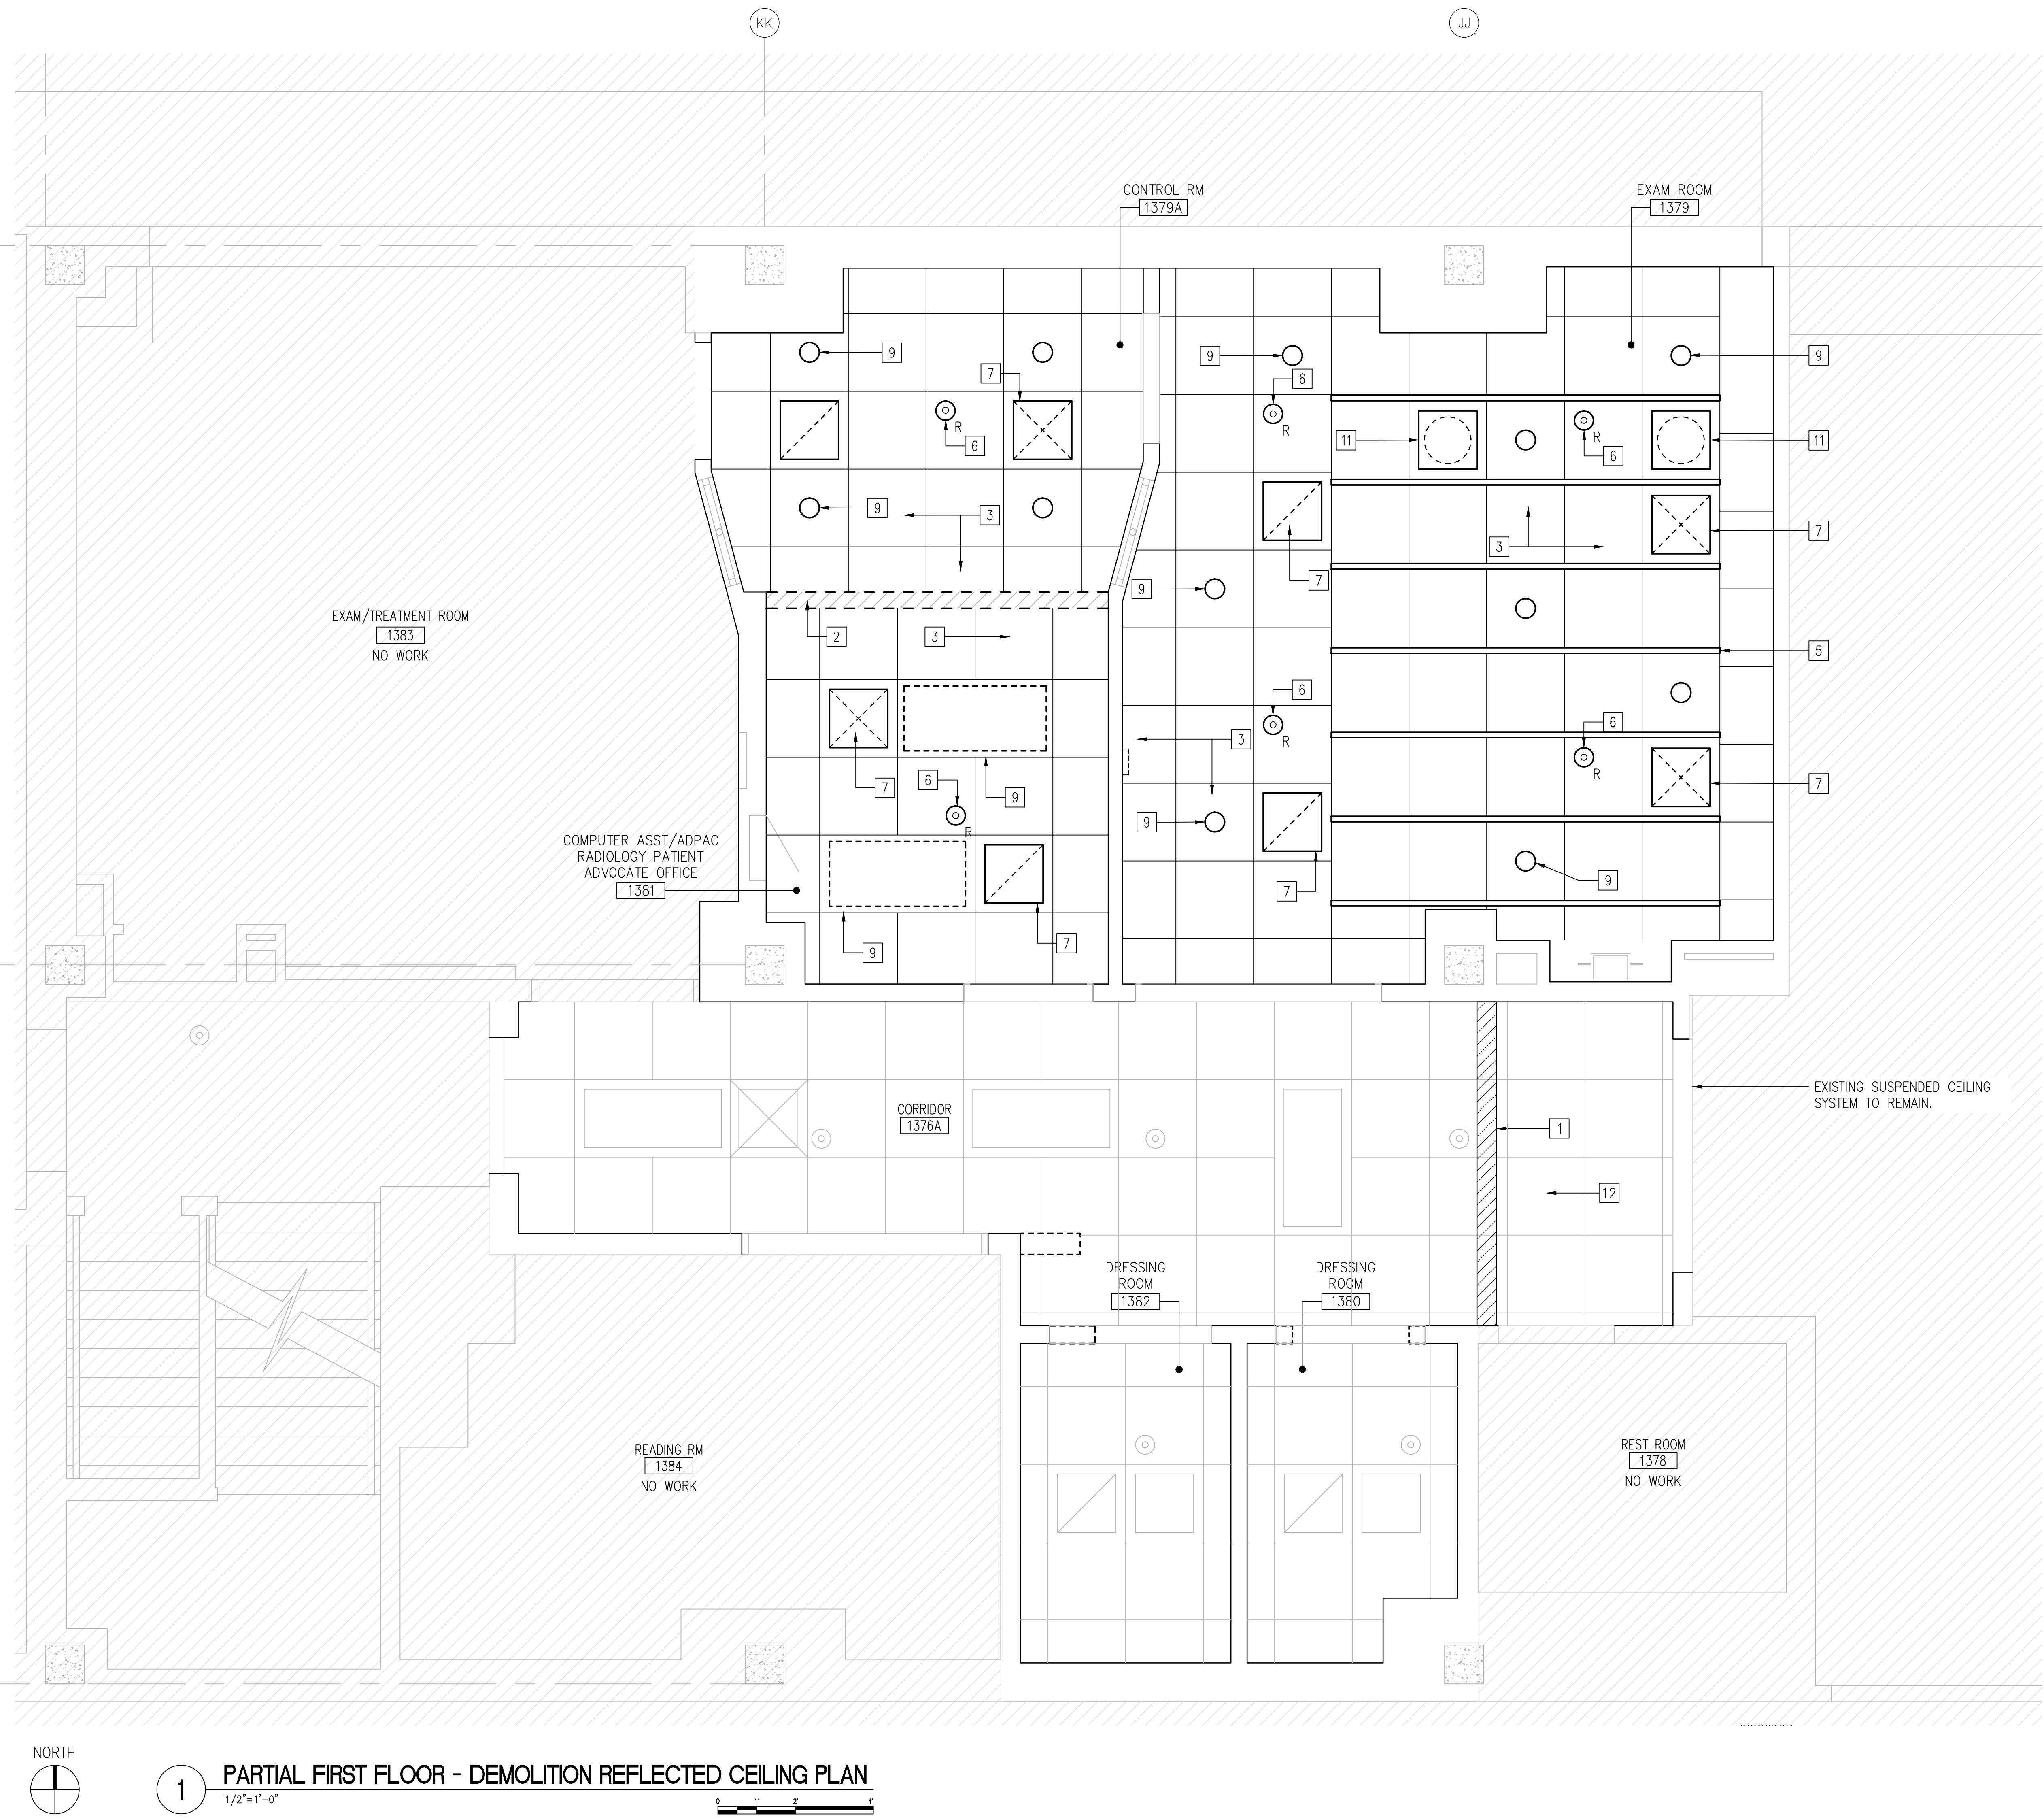 KK
JJ
CONTROL RM
1379A
EXAM ROOM
1379
9
7
6
R
9
3
9
6
R
11
R
6
9
11
7
3
7
9
2
3
5
6
R
6
R
3
7
7
6
R
9
9
7
9
9
7
EXAM/TREATMENT ROOM
1383
NO WORK
COMPUTER ASST/ADPAC
RADIOLOGY PATIENT
ADVOCATE OFFICE
1381
CORRIDOR
1376A
EXISTING SUSPENDED CEILING
SYSTEM TO REMAIN.
1
12
DRESSING
ROOM
1382
DRESSING
ROOM
1380
READING RM
1384
NO WORK
REST ROOM
1378
NO WORK
NORTH
1
PARTIAL FIRST FLOOR - DEMOLITION REFLECTED CEILING PLAN
1/2"=1'-0"
0 1' 2' 4'